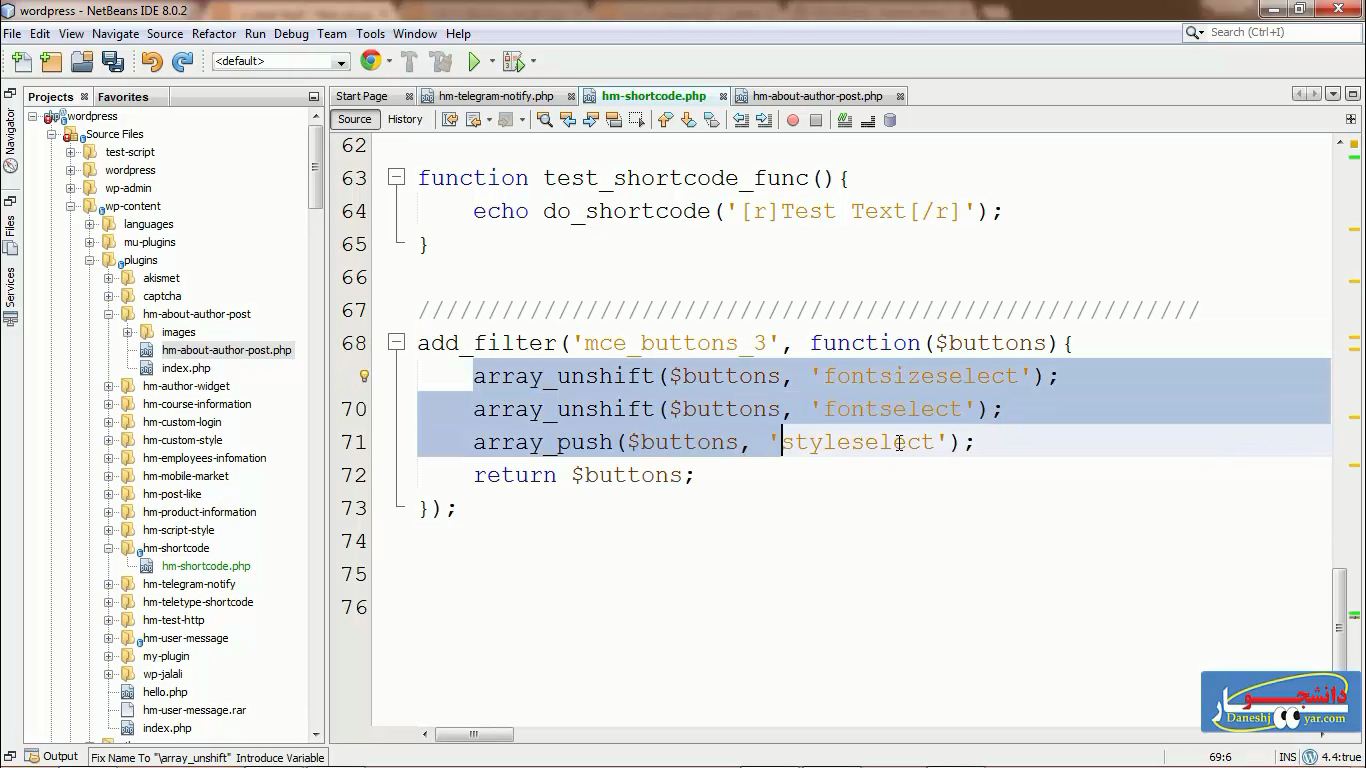 wordpress - NetBeans IDE 8.0.2
File Edit View Navigate Source Refactor Run Debug Team Tools Window Help
Search (Ctrl+I)
<default>
Projects Favorites
Start Page hm-telegram-notify.php hm-shortcode.php hm-about-author-post.php
Source History
Navigator
Files
Services
wordpress
Source Files
test-script
wordpress
wp-admin
wp-content
languages
mu-plugins
plugins
akismet
captcha
hm-about-author-post
images
hm-about-author-post.php
index.php
hm-author-widget
hm-course-information
hm-custom-login
hm-custom-style
hm-employees-infomation
hm-mobile-market
hm-post-like
hm-product-information
hm-script-style
hm-shortcode
hm-shortcode.php
hm-telegram-notify
hm-teletype-shortcode
hm-test-http
hm-user-message
my-plugin
wp-jalali
hello.php
hm-user-message.rar
index.php
62
63 function test_shortcode_func(){
64 echo do_shortcode('[r]Test Text[/r]');
65 }
66
67 ////////////////////////////////////////////////////////
68 add_filter('mce_buttons_3', function($buttons){
array_unshift($buttons, 'fontsizeselect');
70 array_unshift($buttons, 'fontselect');
71 array_push($buttons, 'styleselect');
72 return $buttons;
73 });
74
75
76
دانشجویار
Daneshjooyar.com
Output Fix Name To "\array_unshift" Introduce Variable 69:6 INS 4.4:true